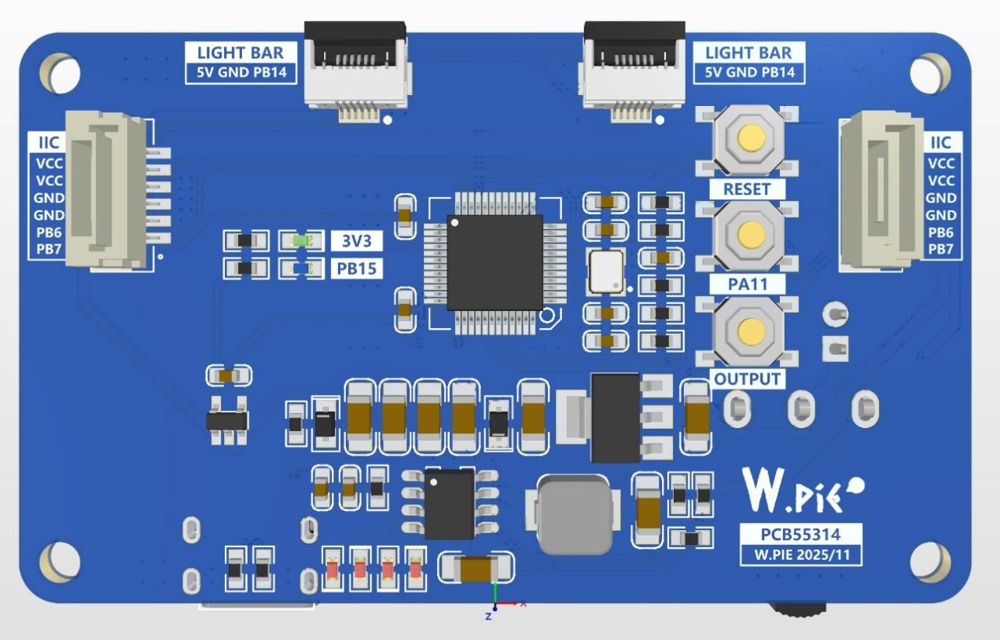 LIGHT BAR
5V GND PB14
LIGHT BAR
5V GND PB14
IIC
VCC
VCC
GND
GND
PB6
PB7
IIC
VCC
VCC
GND
GND
PB6
PB7
RESET
3V3
PB15
PA11
OUTPUT
W.PiE
PCB55314
W.PIE 2025/11
X
Z